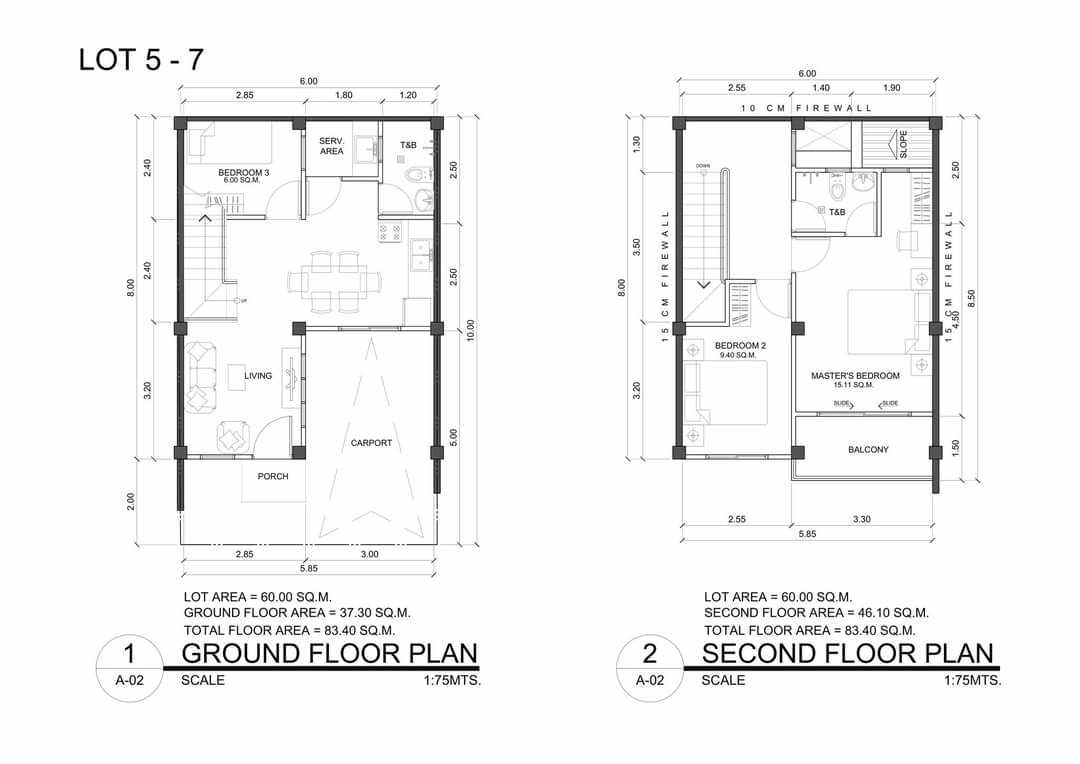 LOT 5 - 7
6.00
2.85
1.80
1.20
2.40
2.40
3.20
8.00
2.00
2.50
2.50
5.00
10.00
SERV.
AREA
T&B
BEDROOM 3
6.00 SQ.M.
UP
LIVING
CARPORT
PORCH
2.85
3.00
5.85
LOT AREA = 60.00 SQ.M.
GROUND FLOOR AREA = 37.30 SQ.M.
TOTAL FLOOR AREA = 83.40 SQ.M.
1
A-02
GROUND FLOOR PLAN
SCALE
1:75MTS.
6.00
2.55
1.40
1.90
10 CM FIREWALL
1.30
3.50
3.20
8.00
15 CM FIREWALL
DOWN
SLOPE
T&B
2.50
4.50
1.50
8.50
15 CM FIREWALL
BEDROOM 2
9.40 SQ.M.
MASTER'S BEDROOM
15.11 SQ.M.
SLIDE
SLIDE
BALCONY
2.55
3.30
5.85
LOT AREA = 60.00 SQ.M.
SECOND FLOOR AREA = 46.10 SQ.M.
TOTAL FLOOR AREA = 83.40 SQ.M.
2
A-02
SECOND FLOOR PLAN
SCALE
1:75MTS.